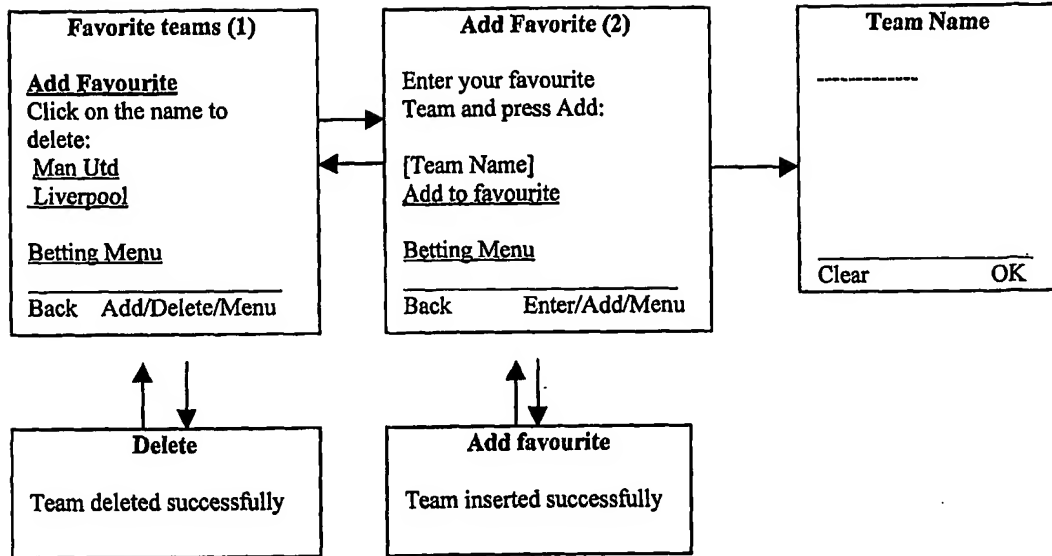 Favorite teams (1)
Add Favourite
Click on the name to
delete:
Man Utd
Liverpool
Betting Menu
Back Add/Delete/Menu
Add Favorite (2)
Enter your favourite
Team and press Add:
[Team Name]
Add to favourite
Betting Menu
Back Enter/Add/Menu
Team Name
-------------
Clear OK
Delete
Team deleted successfully
Add favourite
Team inserted successfully